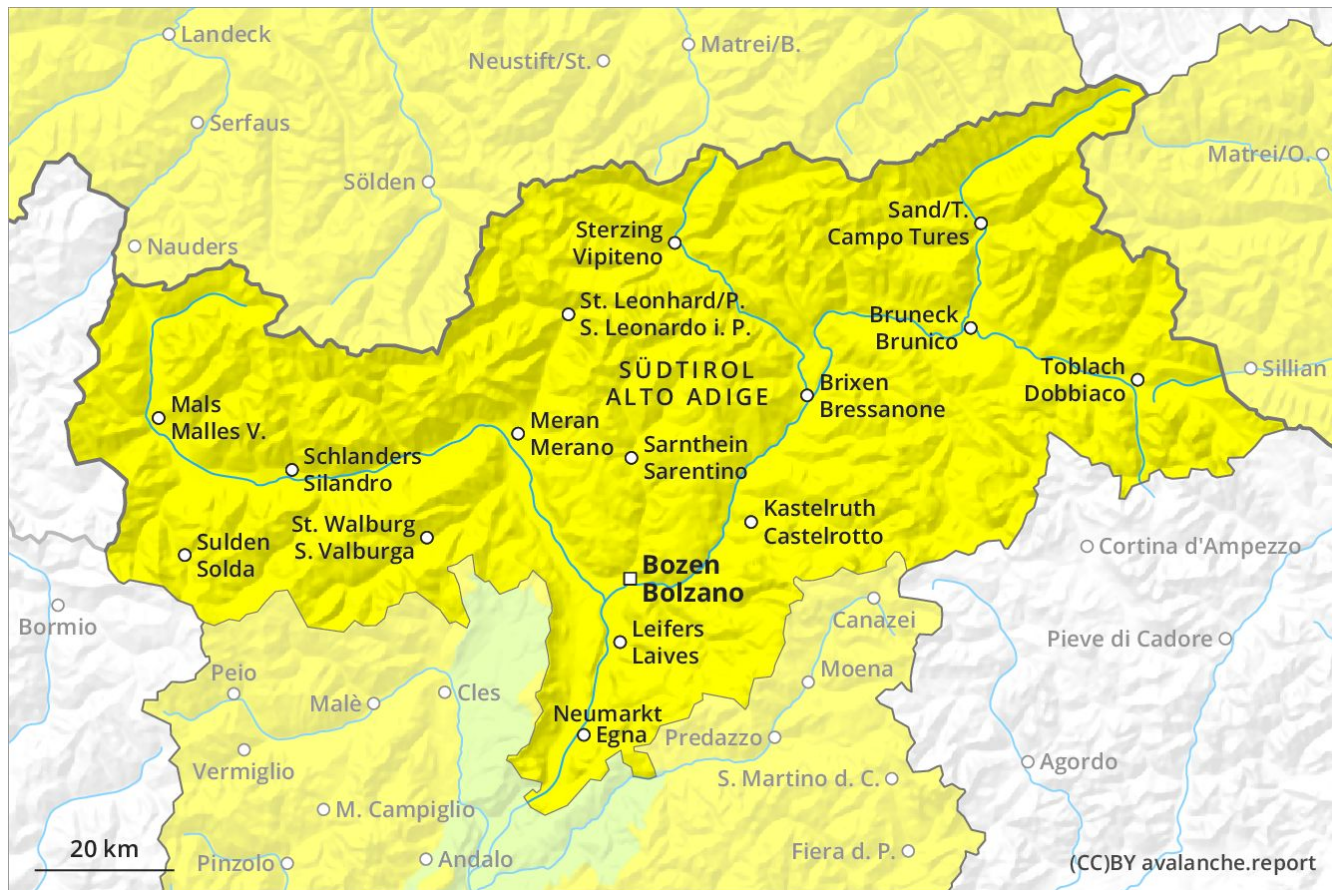 Landeck
Matrei/B.
Neustift/St.
Serfaus
Matrei/O.
Sölden
Sand/T.
Campo Tures
Sterzing
Vipiteno
Nauders
St. Leonhard/P.
S. Leonardo i. P.
Bruneck
Brunico
SÜDTIROL
ALTO ADIGE
Toblach
Dobbiaco
Sillian
Brixen
Bressanone
Mals
Malles V.
Meran
Merano
Sarnthein
Sarentino
Schlanders
Silandro
Kastelruth
Castelrotto
St. Walburg
S. Valburga
Sulden
Solda
Cortina d'Ampezzo
Bozen
Bolzano
Bormio
Canazei
Leifers
Laives
Pieve di Cadore
Peio
Moena
Malè
Cles
Neumarkt
Egna
Predazzo
Vermiglio
Agordo
S. Martino d. C.
M. Campiglio
20 km
Pinzolo
Andalo
Fiera d. P.
(CC)BY avalanche.report